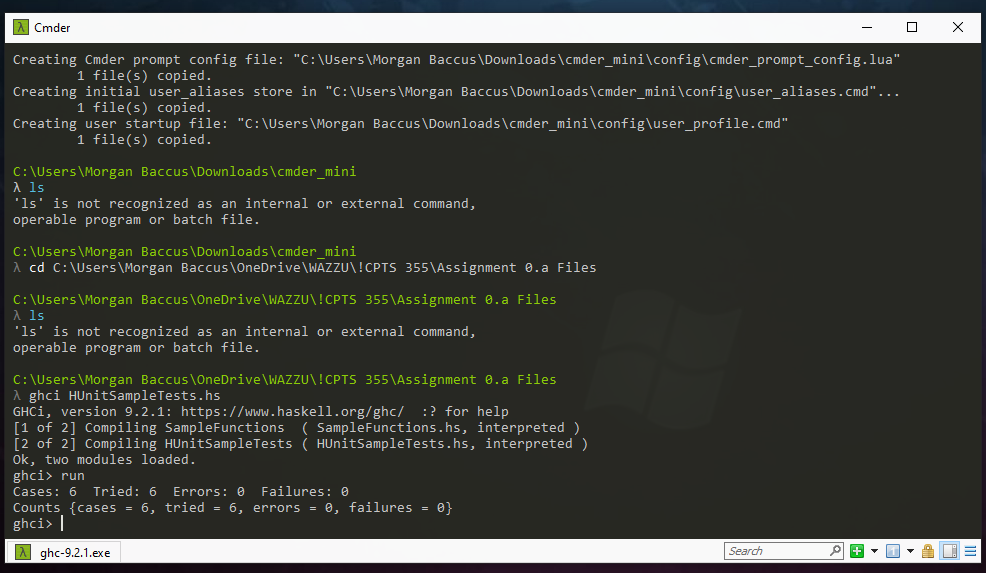 λ Cmder
Creating Cmder prompt config file: "C:\Users\Morgan Baccus\Downloads\cmder_mini\config\cmder_prompt_config.lua"
        1 file(s) copied.
Creating initial user_aliases store in "C:\Users\Morgan Baccus\Downloads\cmder_mini\config\user_aliases.cmd"...
        1 file(s) copied.
Creating user startup file: "C:\Users\Morgan Baccus\Downloads\cmder_mini\config\user_profile.cmd"
        1 file(s) copied.
C:\Users\Morgan Baccus\Downloads\cmder_mini
λ ls
'ls' is not recognized as an internal or external command,
operable program or batch file.
C:\Users\Morgan Baccus\Downloads\cmder_mini
λ cd C:\Users\Morgan Baccus\OneDrive\WAZZU\!CPTS 355\Assignment 0.a Files
C:\Users\Morgan Baccus\OneDrive\WAZZU\!CPTS 355\Assignment 0.a Files
λ ls
'ls' is not recognized as an internal or external command,
operable program or batch file.
C:\Users\Morgan Baccus\OneDrive\WAZZU\!CPTS 355\Assignment 0.a Files
λ ghci HUnitSampleTests.hs
GHCi, version 9.2.1: https://www.haskell.org/ghc/  :? for help
[1 of 2] Compiling SampleFunctions  ( SampleFunctions.hs, interpreted )
[2 of 2] Compiling HUnitSampleTests ( HUnitSampleTests.hs, interpreted )
Ok, two modules loaded.
ghci> run
Cases: 6  Tried: 6  Errors: 0  Failures: 0
Counts {cases = 6, tried = 6, errors = 0, failures = 0}
ghci>
λ ghc-9.2.1.exe
Search